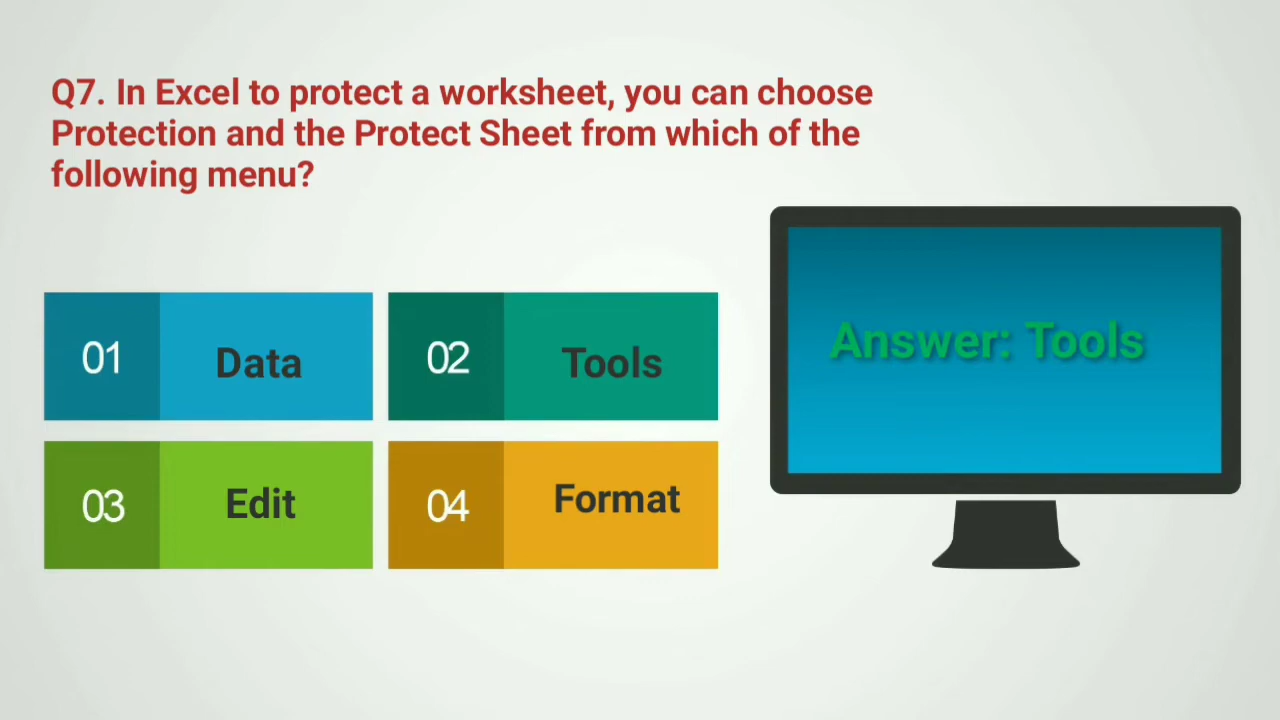 Q7. In Excel to protect a worksheet, you can choose
Protection and the Protect Sheet from which of the
following menu?
01 Data
02 Tools
03 Edit
04 Format
Answer: Tools